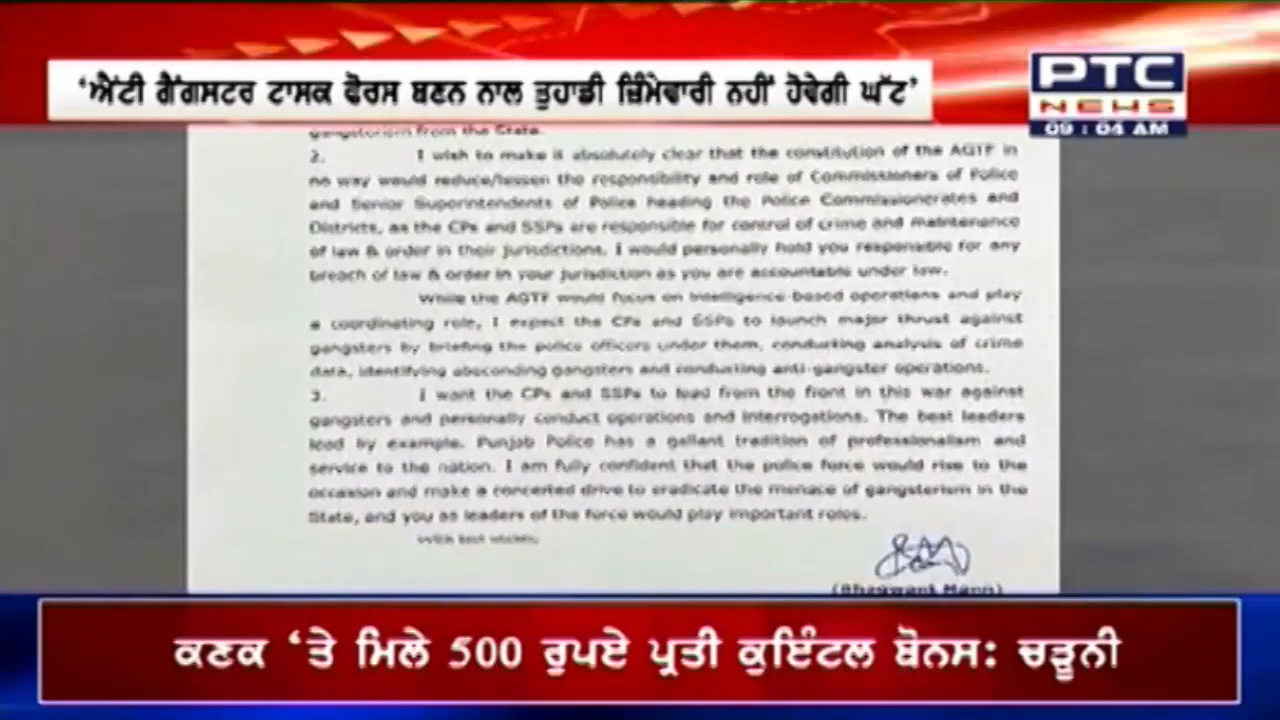 ‘ਐਂਟੀ ਗੈਂਗਸਟਰ ਟਾਸਕ ਫੋਰਸ ਬਣਨ ਨਾਲ ਤੁਹਾਡੀ ਜ਼ਿੰਮੇਵਾਰੀ ਨਹੀਂ ਹੋਵੇਗੀ ਘੱਟ’
PTC
NEWS
09 : 04 AM
gangsterism from the State.
2. I wish to make it absolutely clear that the constitution of the AGTF in
no way would reduce/lessen the responsibility and role of Commissioners of Police
and Senior Superintendents of Police heading the Police Commissionerates and
Districts, as the CPs and SSPs are responsible for control of crime and maintenance
of law & order in their jurisdictions. I would personally hold you responsible for any
breach of law & order in your jurisdiction as you are accountable under law.
While the AGTF would focus on intelligence-based operations and play
a coordinating role, I expect the CPs and SSPs to launch major thrust against
gangsters by briefing the police officers under them, conducting analysis of crime
data, identifying absconding gangsters and conducting anti-gangster operations.
3. I want the CPs and SSPs to lead from the front in this war against
gangsters and personally conduct operations and interrogations. The best leaders
lead by example. Punjab Police has a gallant tradition of professionalism and
service to the nation. I am fully confident that the police force would rise to the
occasion and make a concerted drive to eradicate the menace of gangsterism in the
State, and you as leaders of the force would play important roles.
With best wishes,
(Bhagwant Mann)
ਕਣਕ ‘ਤੇ ਮਿਲੇ 500 ਰੁਪਏ ਪ੍ਰਤੀ ਕੁਇੰਟਲ ਬੋਨਸ: ਚੜੂਨੀ